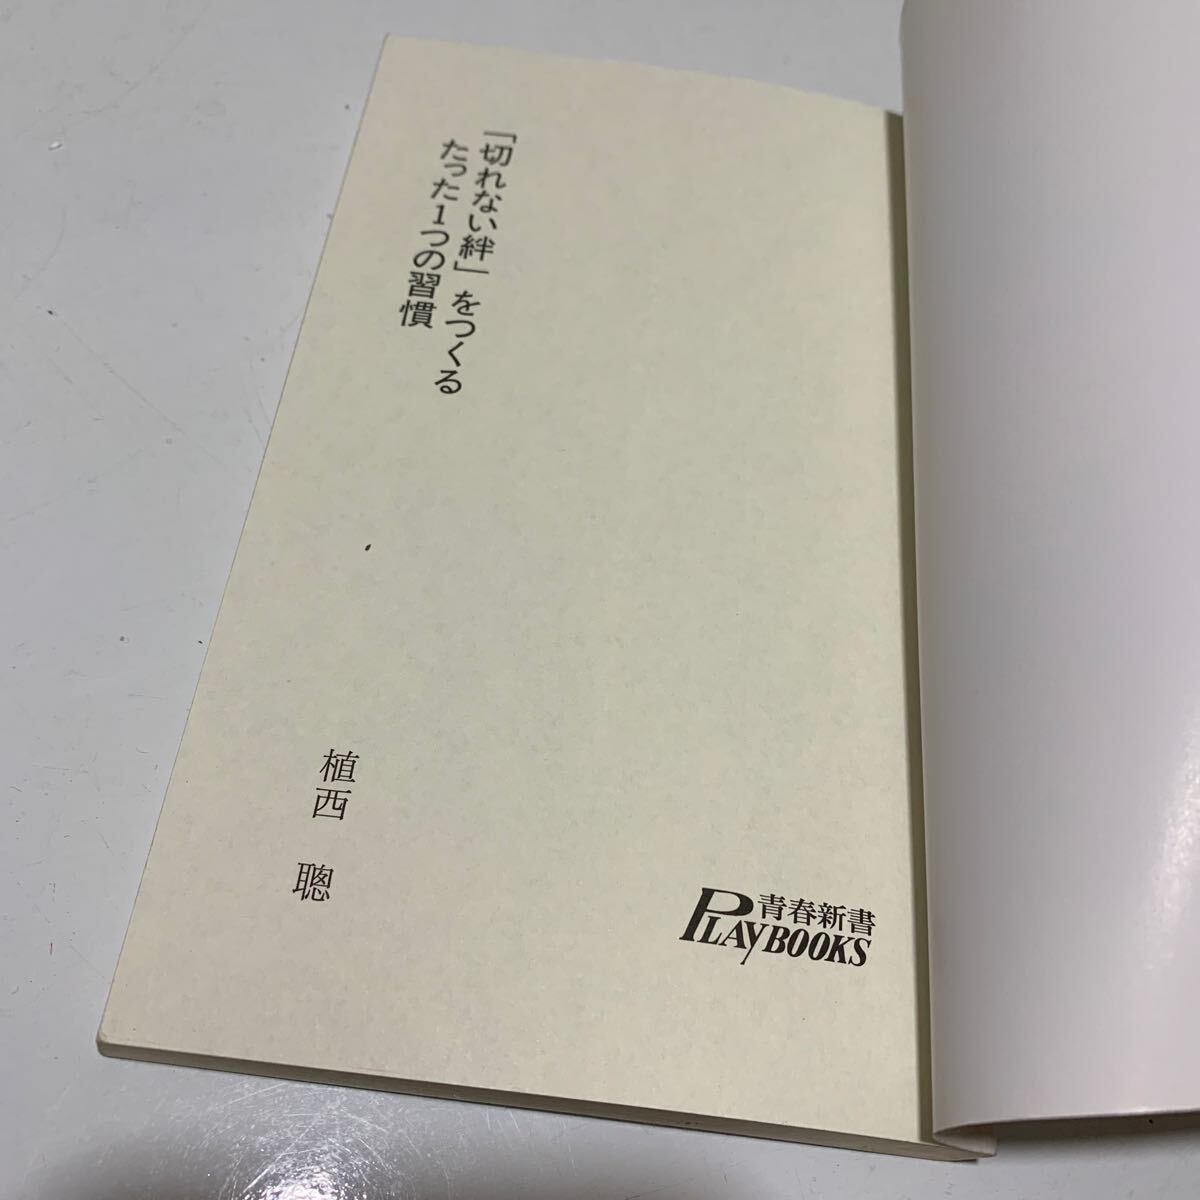 「切れない絆」をつくる
たった1つの習慣
植西 聰
青春新書
PLAYBOOKS